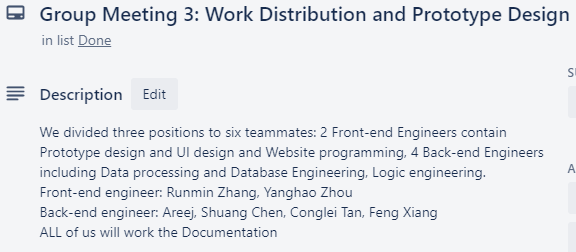 Group Meeting 3: Work Distribution and Prototype Design
in list Done
Description Edit
We divided three positions to six teammates: 2 Front-end Engineers contain
Prototype design and UI design and Website programming, 4 Back-end Engineers
including Data processing and Database Engineering, Logic engineering.
Front-end engineer: Runmin Zhang, Yanghao Zhou
Back-end engineer: Areej, Shuang Chen, Conglei Tan, Feng Xiang
ALL of us will work the Documentation